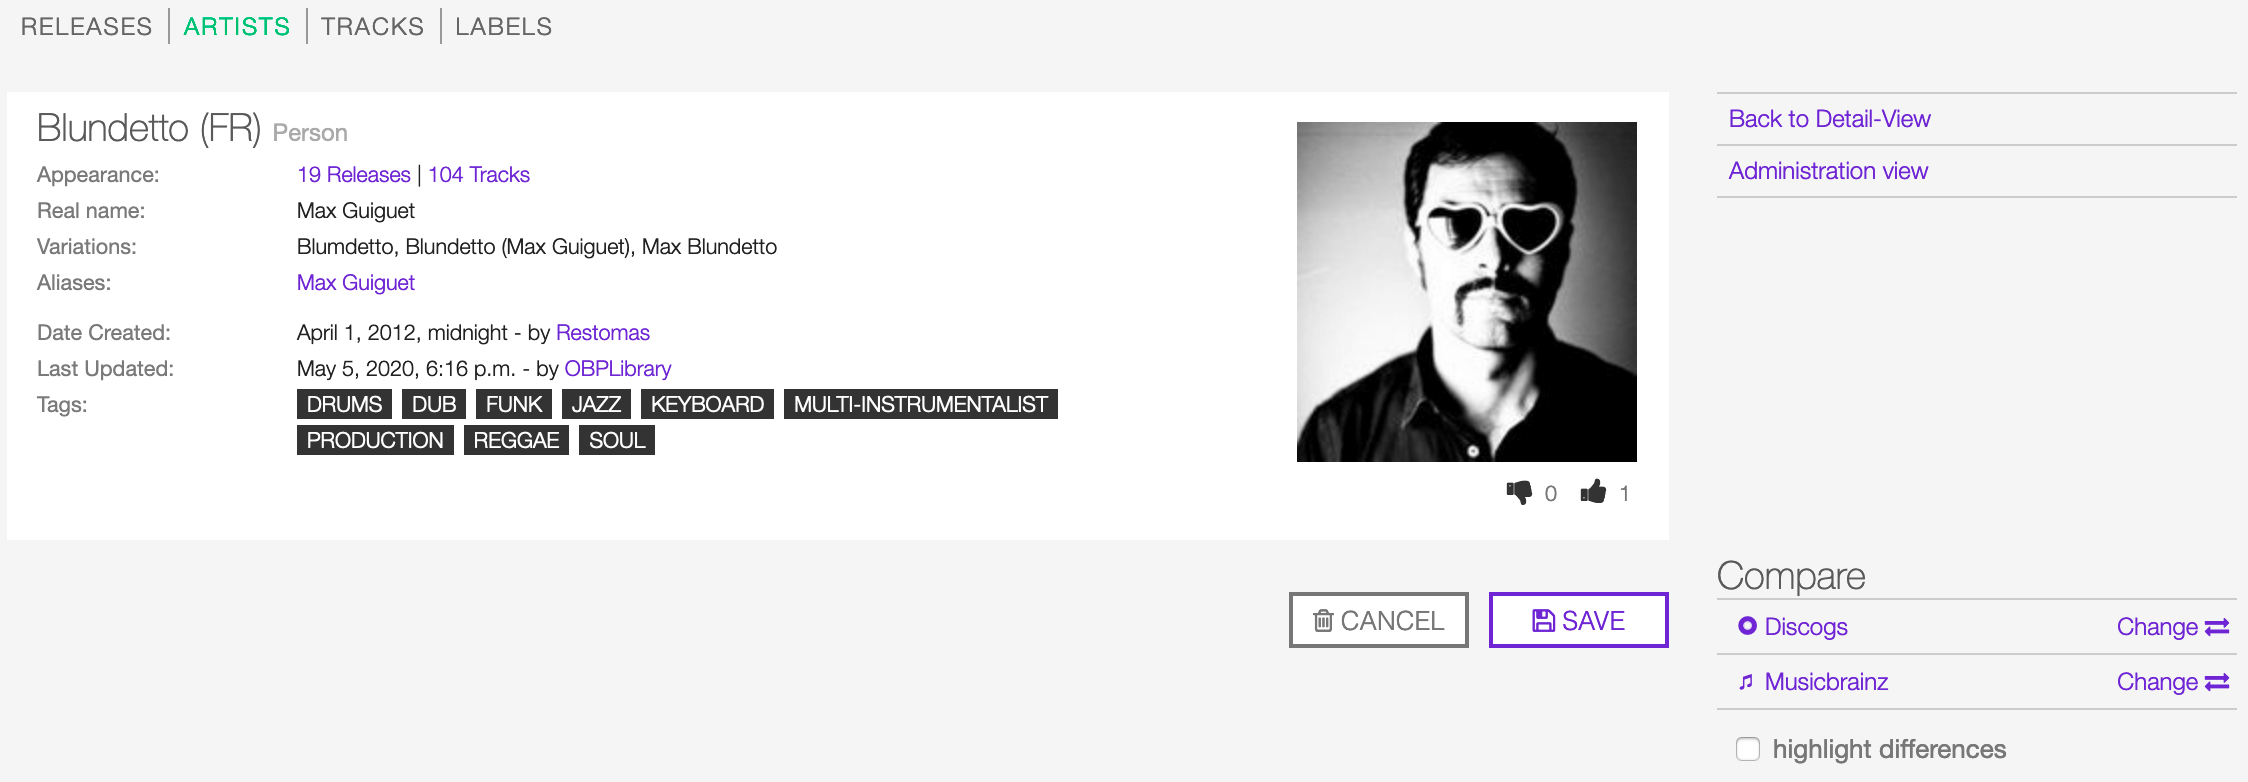 RELEASES ARTISTS TRACKS LABELS
Blundetto (FR) Person
Appearance: 19 Releases | 104 Tracks
Real name: Max Guiguet
Variations: Blumdetto, Blundetto (Max Guiguet), Max Blundetto
Aliases: Max Guiguet
Date Created: April 1, 2012, midnight - by Restomas
Last Updated: May 5, 2020, 6:16 p.m. - by OBPLibrary
Tags: DRUMS DUB FUNK JAZZ KEYBOARD MULTI-INSTRUMENTALIST
PRODUCTION REGGAE SOUL
0 1
CANCEL SAVE
Back to Detail-View
Administration view
Compare
Discogs Change
Musicbrainz Change
highlight differences